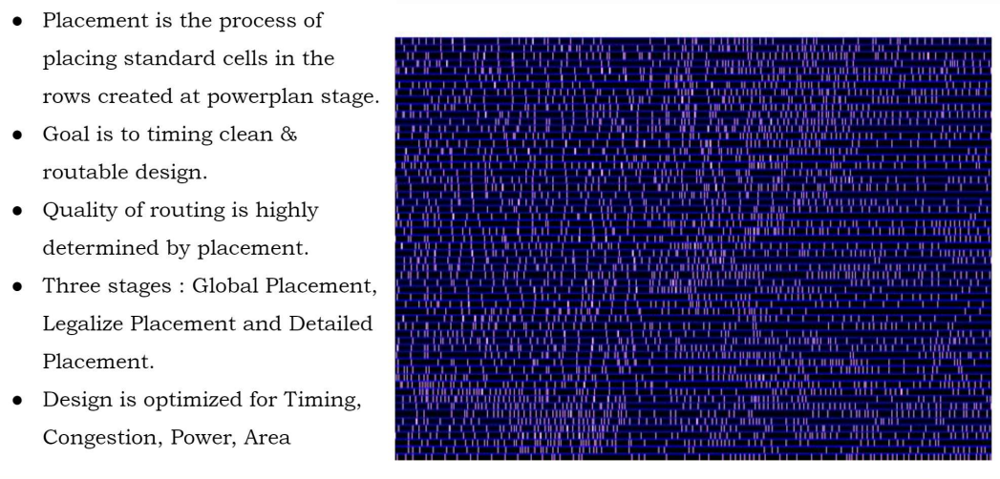 ● Placement is the process of
placing standard cells in the
rows created at powerplan stage.
● Goal is to timing clean &
routable design.
● Quality of routing is highly
determined by placement.
● Three stages : Global Placement,
Legalize Placement and Detailed
Placement.
● Design is optimized for Timing,
Congestion, Power, Area